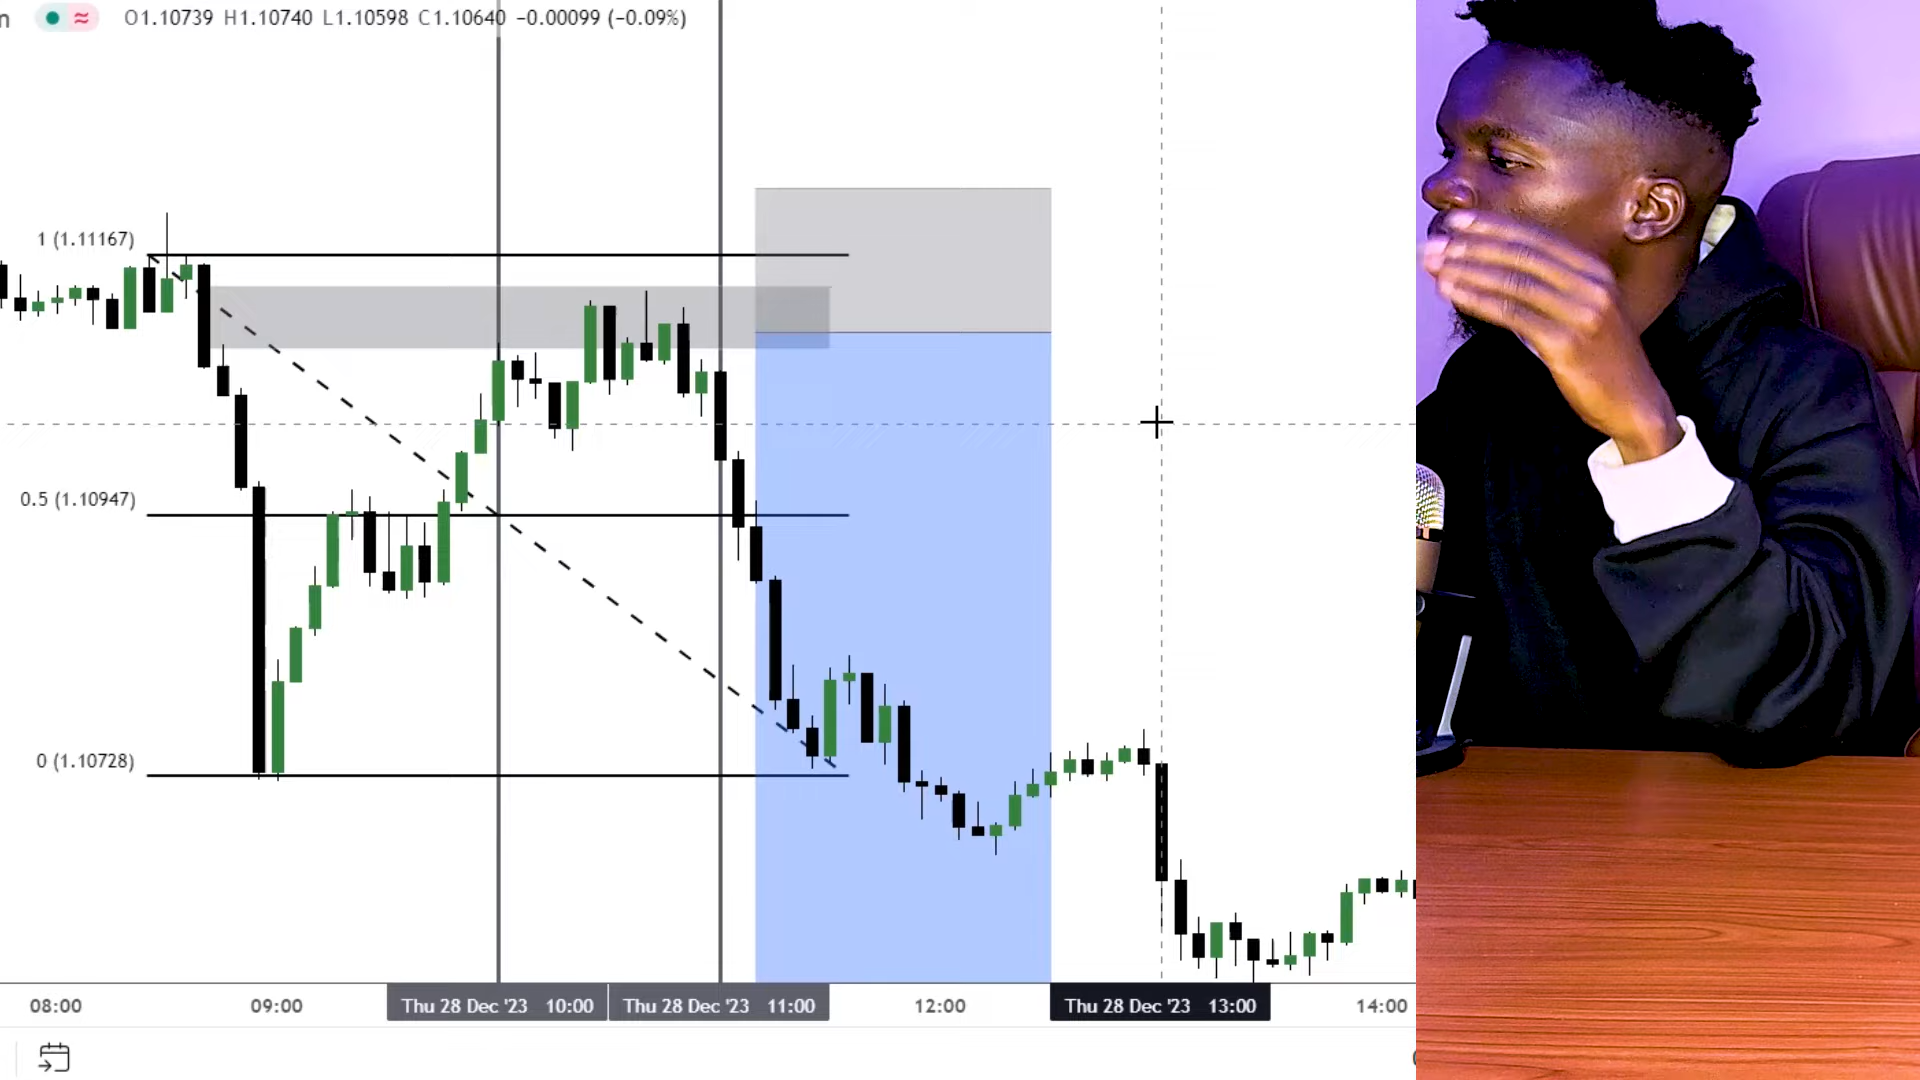 O1.10739 H1.10740 L1.10598 C1.10640 −0.00099 (−0.09%)
1 (1.11167)
0.5 (1.10947)
0 (1.10728)
08:00 09:00 Thu 28 Dec '23 10:00 Thu 28 Dec '23 11:00 12:00 Thu 28 Dec '23 13:00 14:00